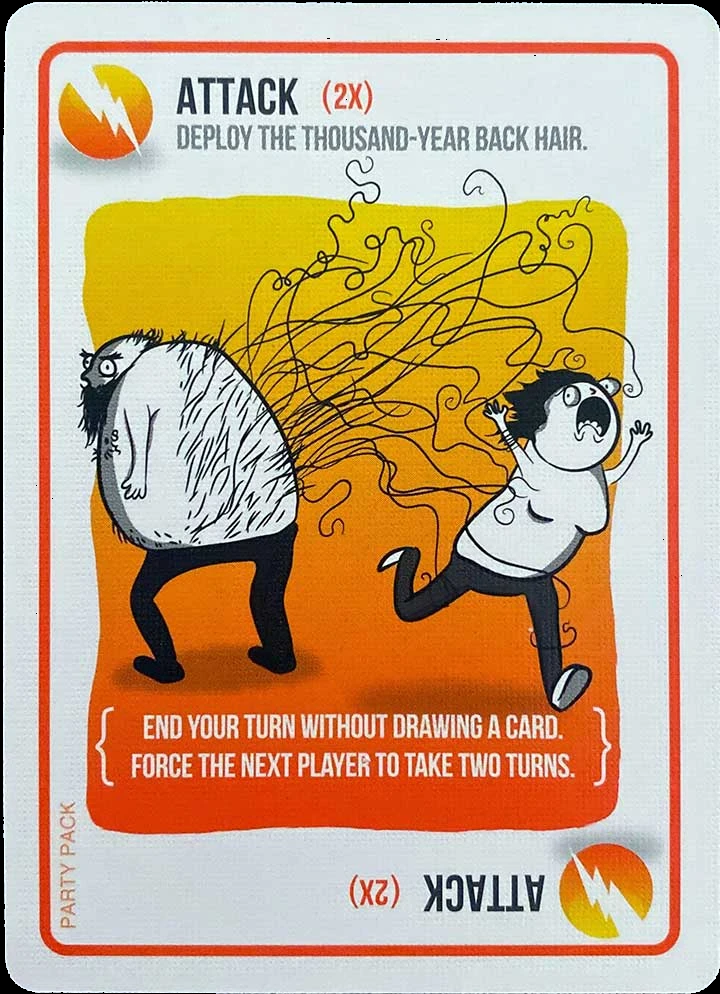 ATTACK (2X)
DEPLOY THE THOUSAND-YEAR BACK HAIR.
END YOUR TURN WITHOUT DRAWING A CARD.
FORCE THE NEXT PLAYER TO TAKE TWO TURNS.
PARTY PACK
ATTACK (2X)